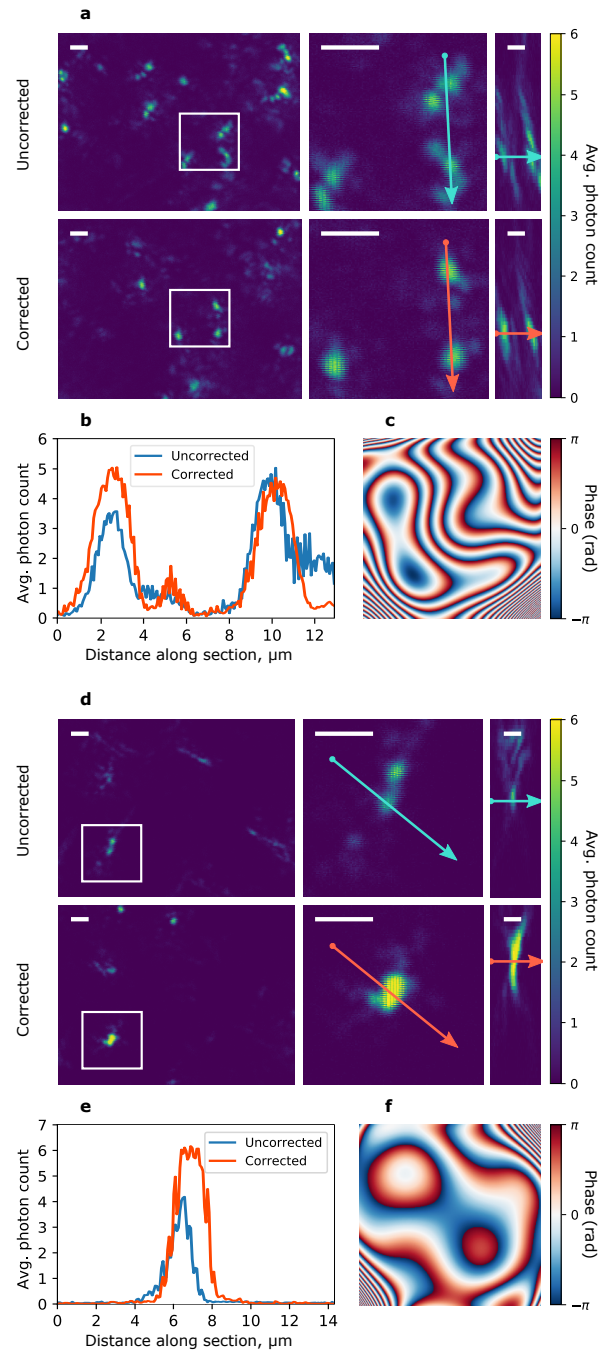 a
Uncorrected
Corrected
6
5
4
3
2
1
0
Avg. photon count
b
Avg. photon count
6
5
4
3
2
1
0
Uncorrected
Corrected
0 2 4 6 8 10 12
Distance along section, μm
c
π
0
−π
Phase (rad)
d
Uncorrected
Corrected
6
5
4
3
2
1
0
Avg. photon count
e
Avg. photon count
7
6
5
4
3
2
1
0
Uncorrected
Corrected
0 2 4 6 8 10 12 14
Distance along section, μm
f
π
0
−π
Phase (rad)